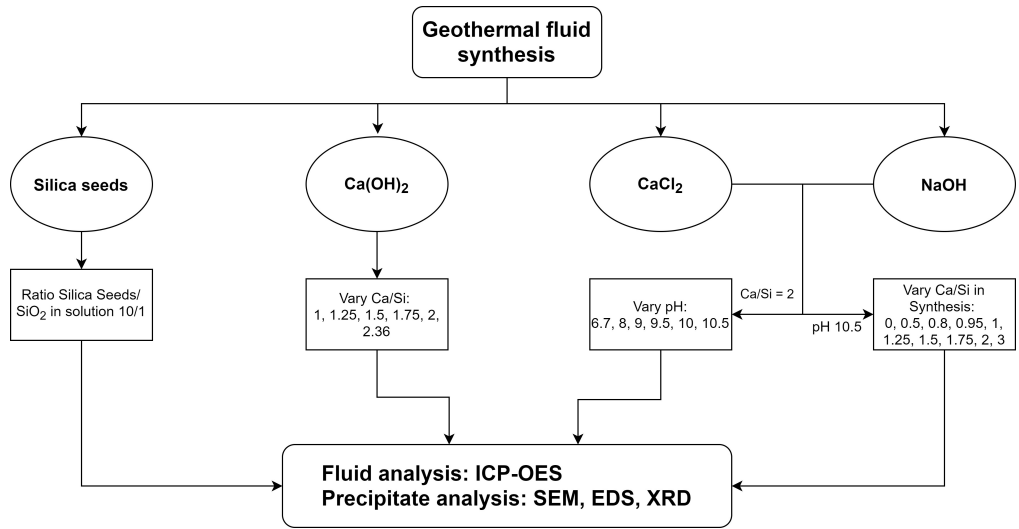 Geothermal fluid
synthesis
Silica seeds
Ca(OH)₂
CaCl₂
NaOH
Ratio Silica Seeds/
SiO₂ in solution 10/1
Vary Ca/Si:
1, 1.25, 1.5, 1.75, 2,
2.36
Vary pH:
6.7, 8, 9, 9.5, 10, 10.5
Ca/Si = 2
pH 10.5
Vary Ca/Si in
Synthesis:
0, 0.5, 0.8, 0.95, 1,
1.25, 1.5, 1.75, 2, 3
Fluid analysis: ICP-OES
Precipitate analysis: SEM, EDS, XRD